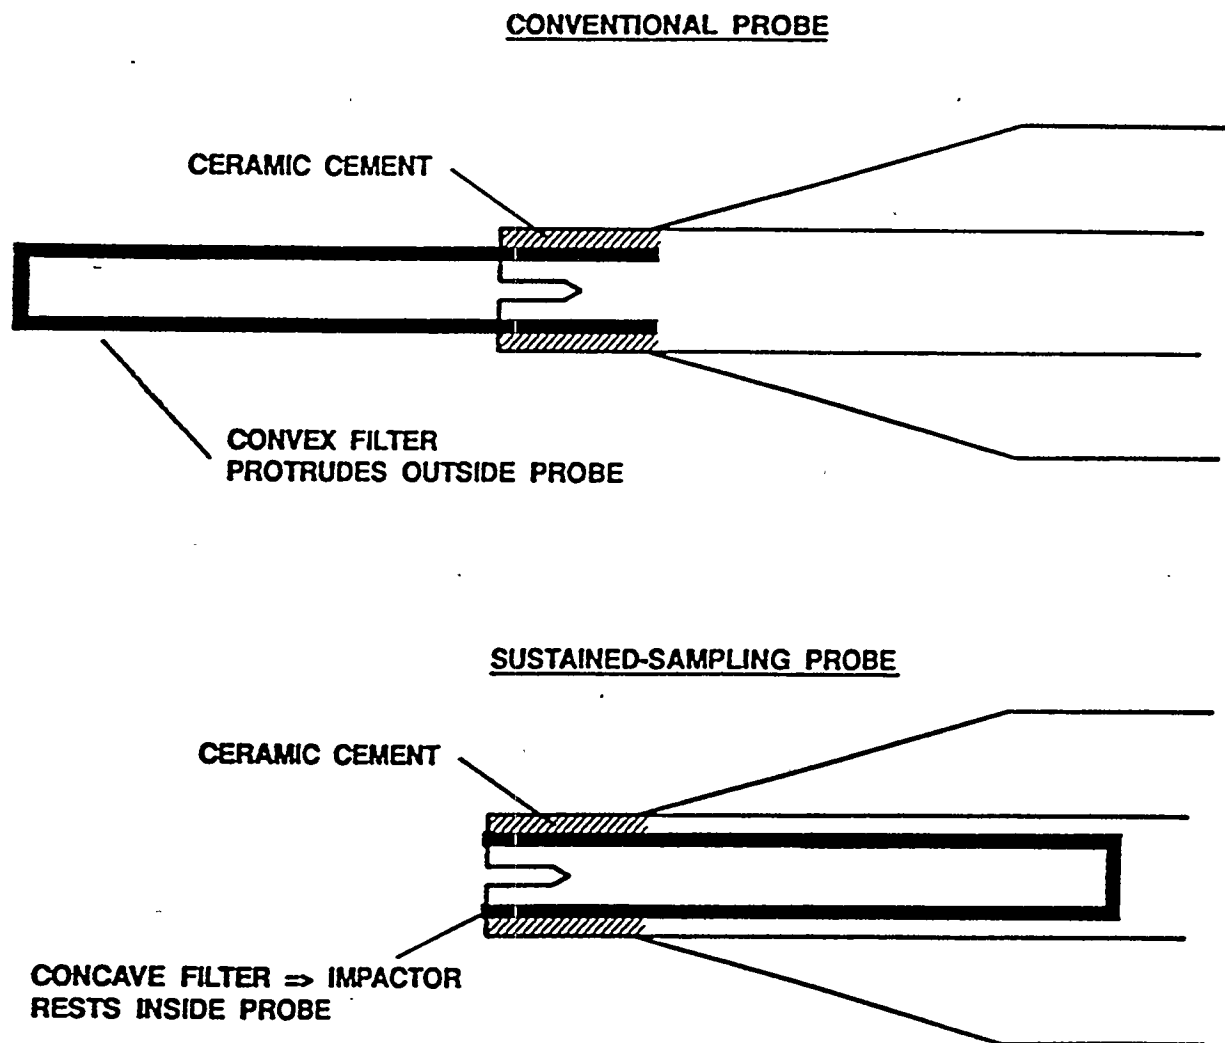 CONVENTIONAL PROBE
CERAMIC CEMENT
CONVEX FILTER
PROTRUDES OUTSIDE PROBE
SUSTAINED-SAMPLING PROBE
CERAMIC CEMENT
CONCAVE FILTER => IMPACTOR
RESTS INSIDE PROBE